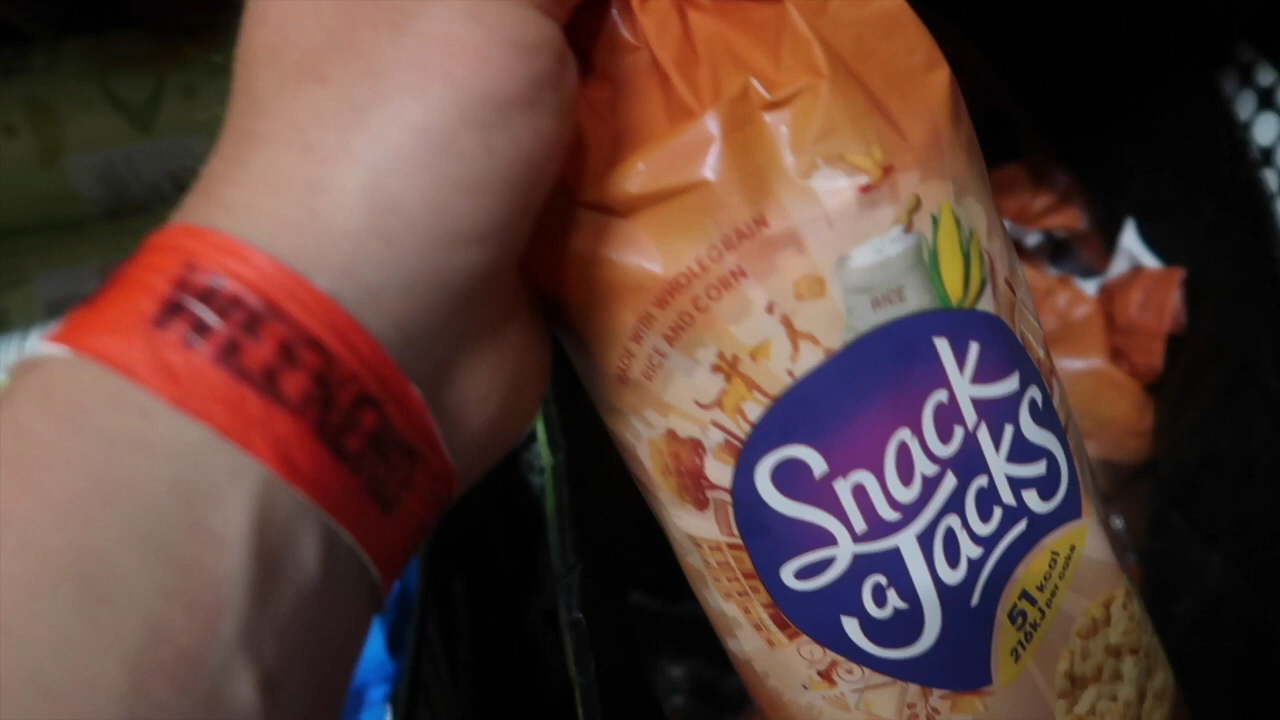 MADE WITH WHOLEGRAIN
RICE AND CORN
RICE
Snack
a Jacks
51 kcal
216kJ per cake